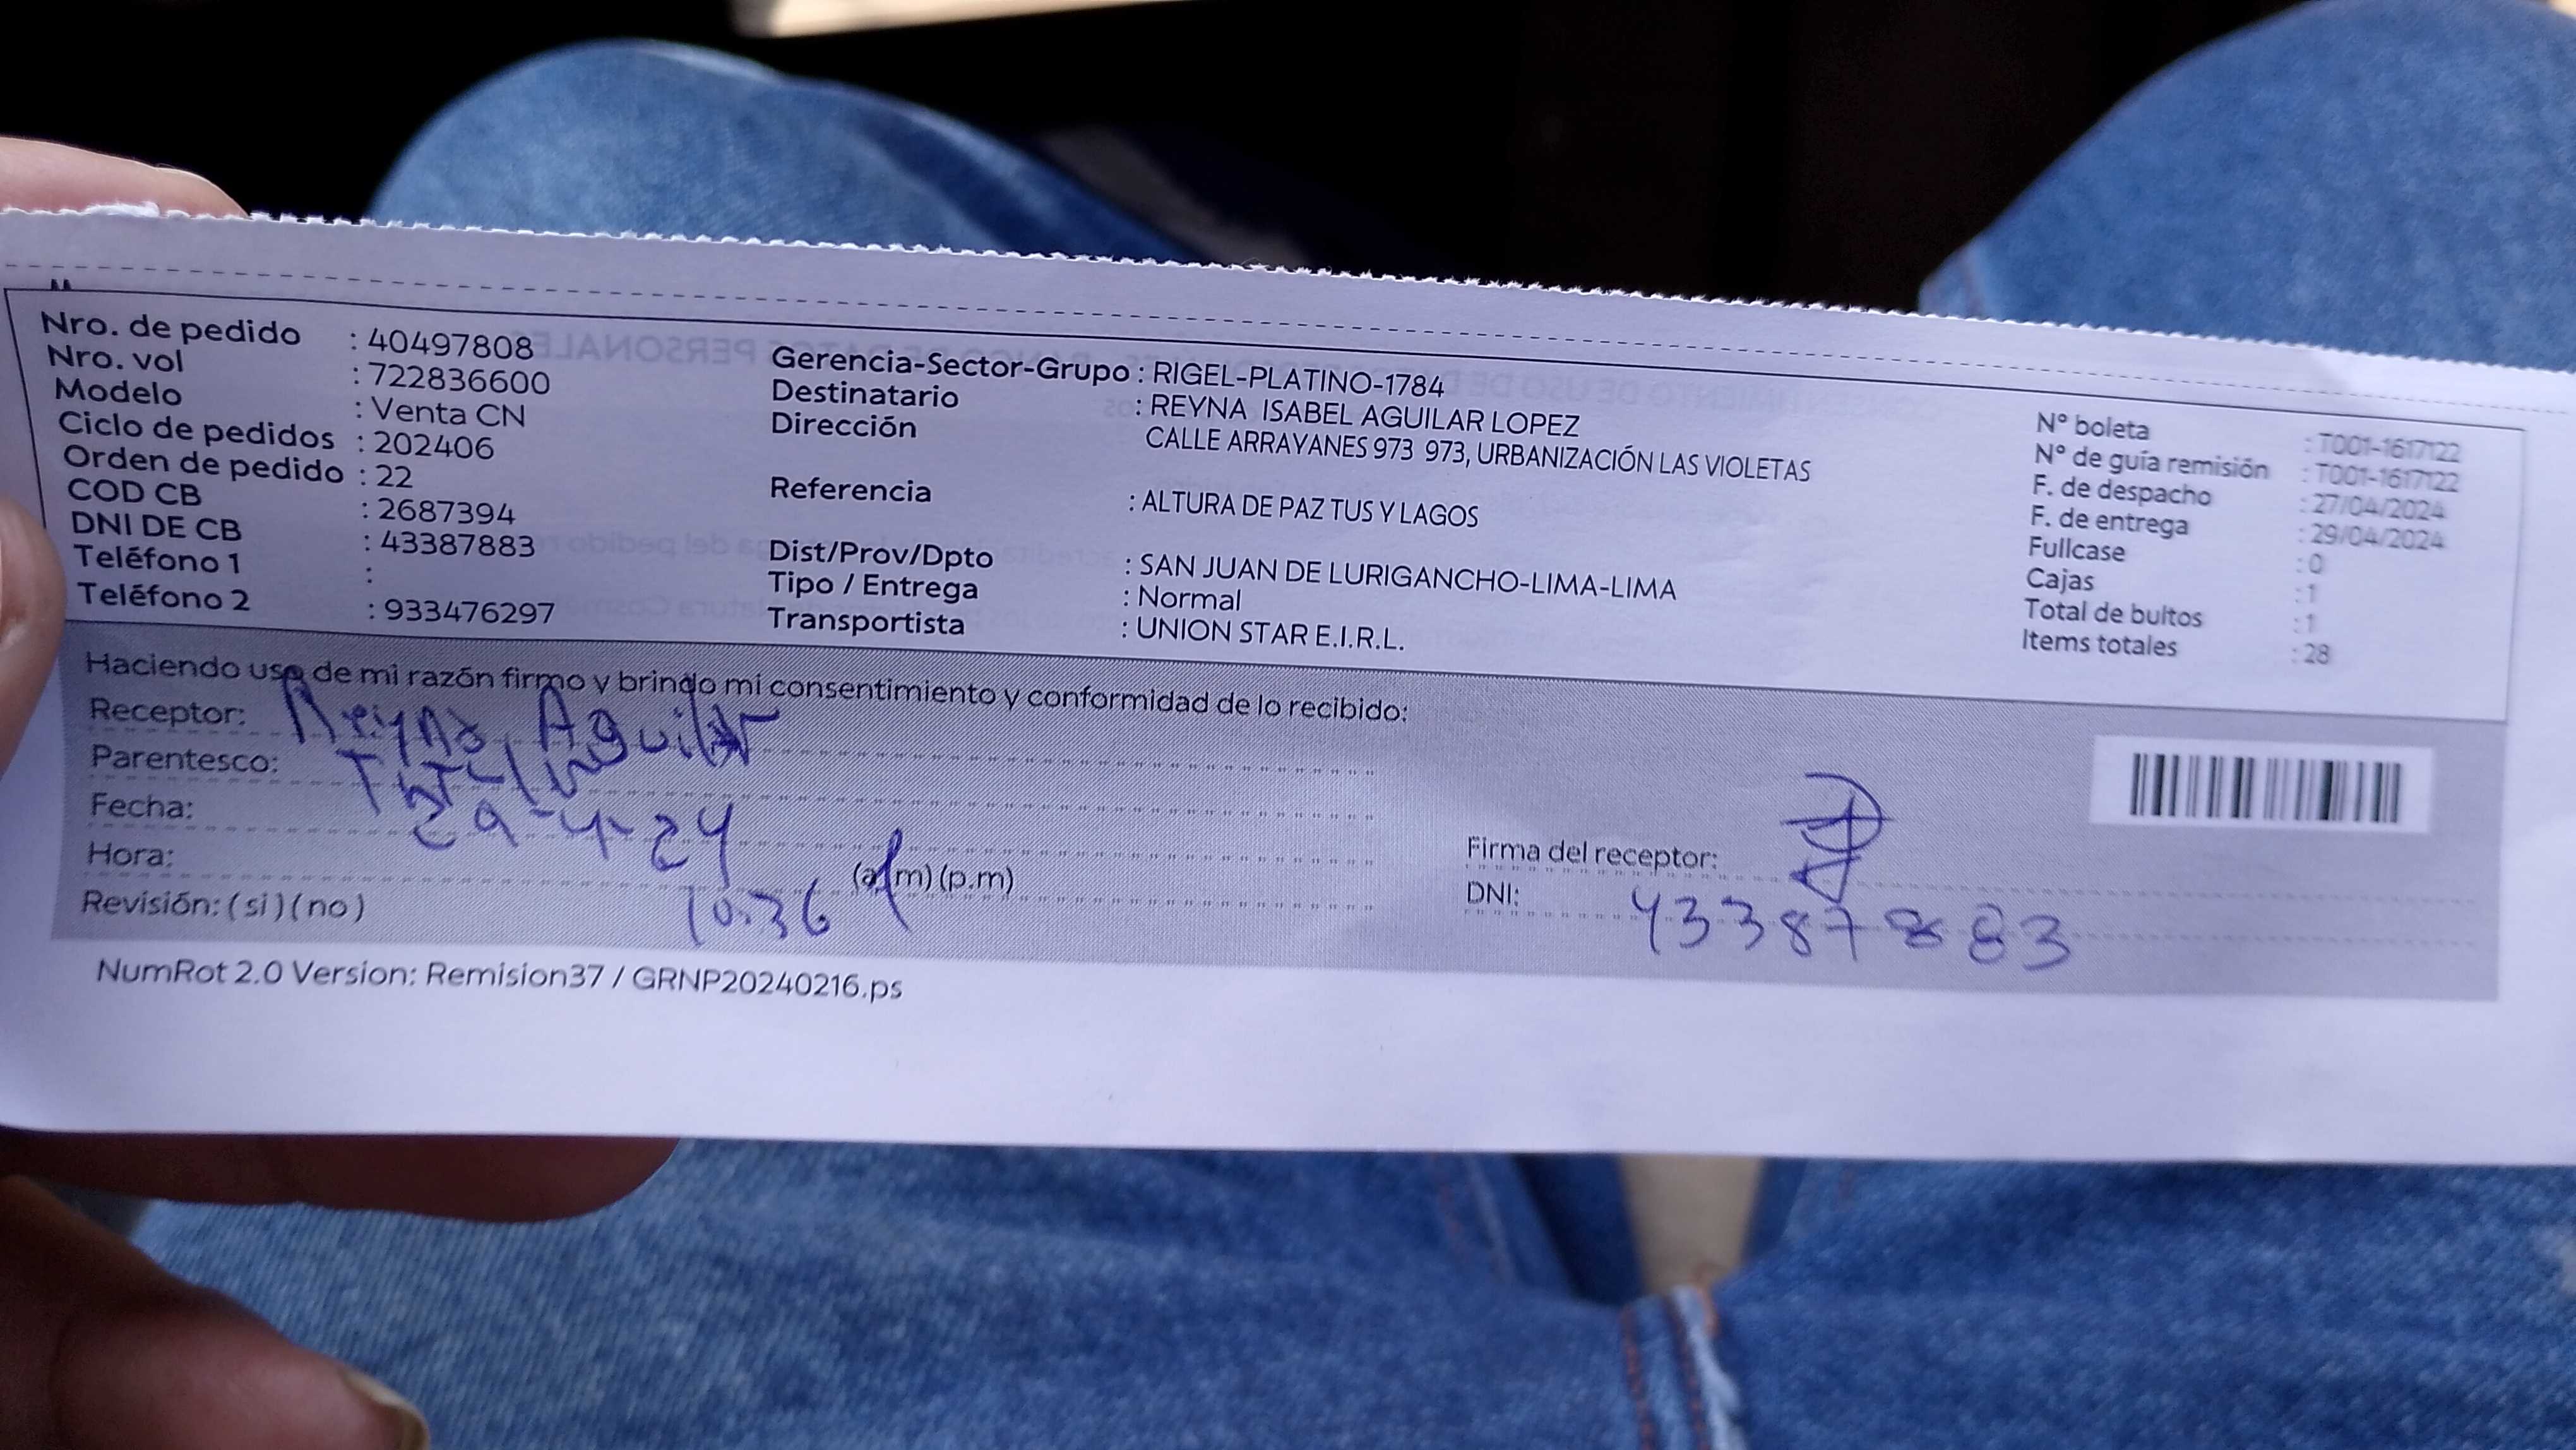 Nro. de pedido : 40497808
Nro. vol : 722836600
Modelo : Venta CN
Ciclo de pedidos : 202406
Orden de pedido : 22
COD CB : 2687394
DNI DE CB : 43387883
Teléfono 1 :
Teléfono 2 : 933476297
Gerencia-Sector-Grupo : RIGEL-PLATINO-1784
Destinatario : REYNA ISABEL AGUILAR LOPEZ
Dirección CALLE ARRAYANES 973 973, URBANIZACIÓN LAS VIOLETAS
Referencia : ALTURA DE PAZ TUS Y LAGOS
Dist/Prov/Dpto : SAN JUAN DE LURIGANCHO-LIMA-LIMA
Tipo / Entrega : Normal
Transportista : UNION STAR E.I.R.L.
N° boleta : T001-1617122
N° de guía remisión : T001-1617122
F. de despacho : 27/04/2024
F. de entrega : 29/04/2024
Fullcase : 0
Cajas : 1
Total de bultos : 1
Items totales : 28
Haciendo uso de mi razón firmo y brindo mi consentimiento y conformidad de lo recibido:
Receptor: Reyna Aguilar
Parentesco:
Fecha: 29-4-24
Hora: 10:36 (a.m) (p.m)
Revisión: ( si ) ( no )
Firma del receptor:
DNI: 43387883
NumRot 2.0 Version: Remision37 / GRNP20240216.ps